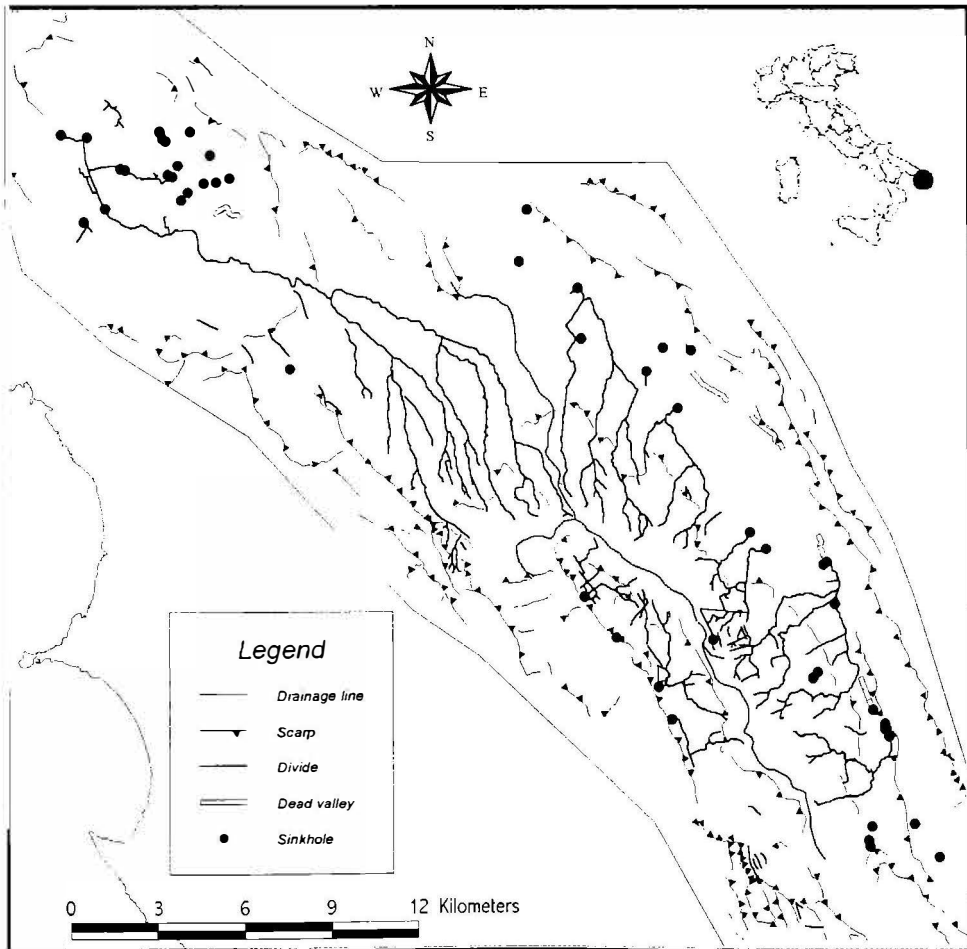 N
W E
S
Legend
Drainage line
Scarp
Divide
Dead valley
Sinkhole
0 3 6 9 12 Kilometers